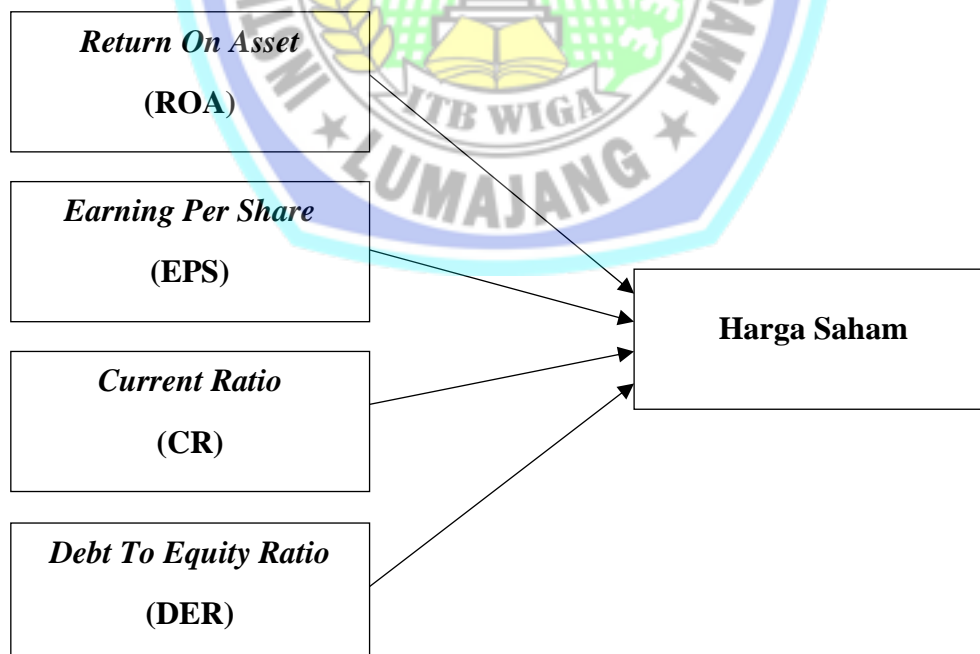 Return On Asset
(ROA)
ITB WIGA
LUMAJANG
Earning Per Share
(EPS)
Harga Saham
Current Ratio
(CR)
Debt To Equity Ratio
(DER)